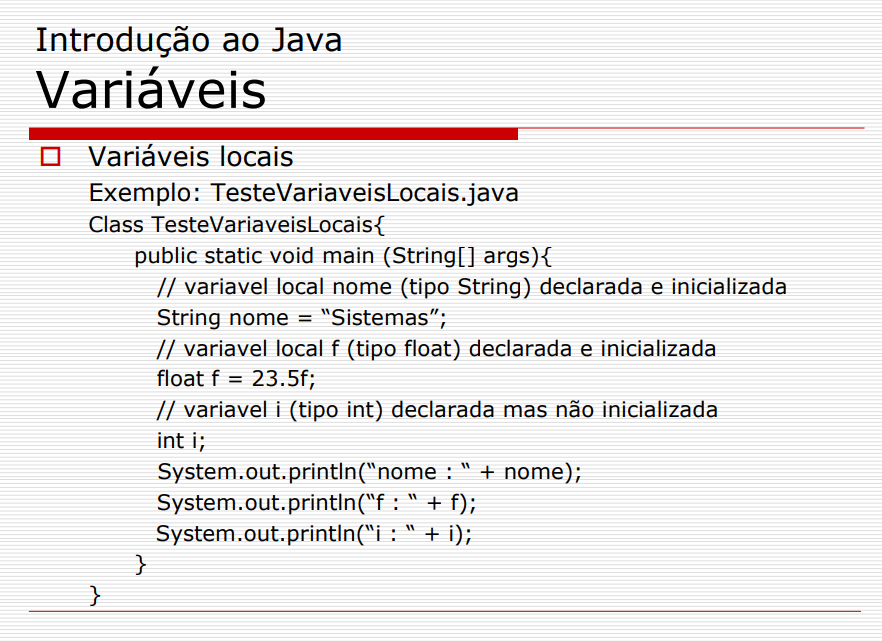 Introdução ao Java
Variáveis
Variáveis locais
Exemplo: TesteVariaveisLocais.java
Class TesteVariaveisLocais{
public static void main (String[] args){
// variavel local nome (tipo String) declarada e inicializada
String nome = “Sistemas”;
// variavel local f (tipo float) declarada e inicializada
float f = 23.5f;
// variavel i (tipo int) declarada mas não inicializada
int i;
System.out.println(“nome : “ + nome);
System.out.println(“f : “ + f);
System.out.println(“i : “ + i);
}
}